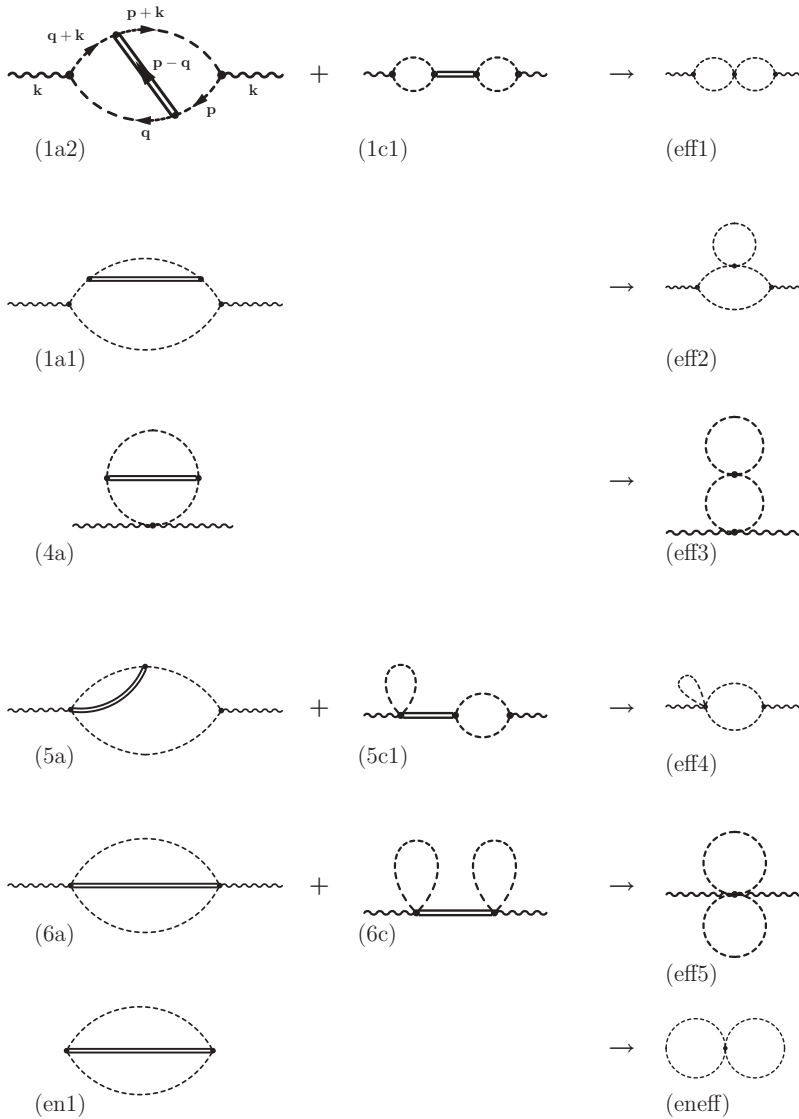 p + k
q + k
p − q
k + k →
p
q
(1a2) (1c1) (eff1)
→
(1a1) (eff2)
→
(4a) (eff3)
+ →
(5a) (5c1) (eff4)
+ →
(6a) (6c) (eff5)
→
(en1) (eneff)